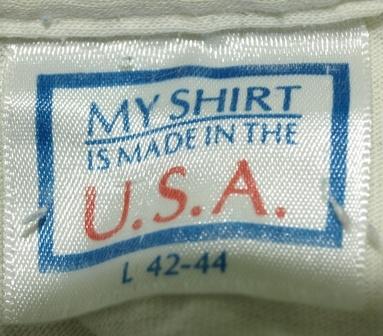 MY SHIRT
IS MADE IN THE
U.S.A.
L 42-44